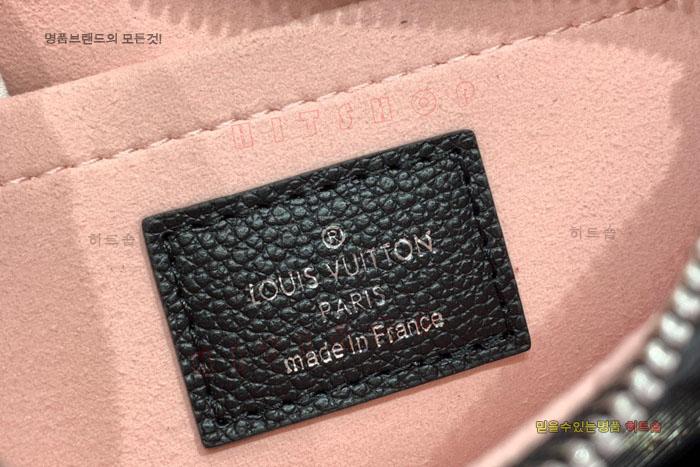 명품브랜드의 모든것!
HITSHOP
히트숍
히트숍
®
LOUIS VUITTON
PARIS
made in France
믿을수있는명품 히트숍